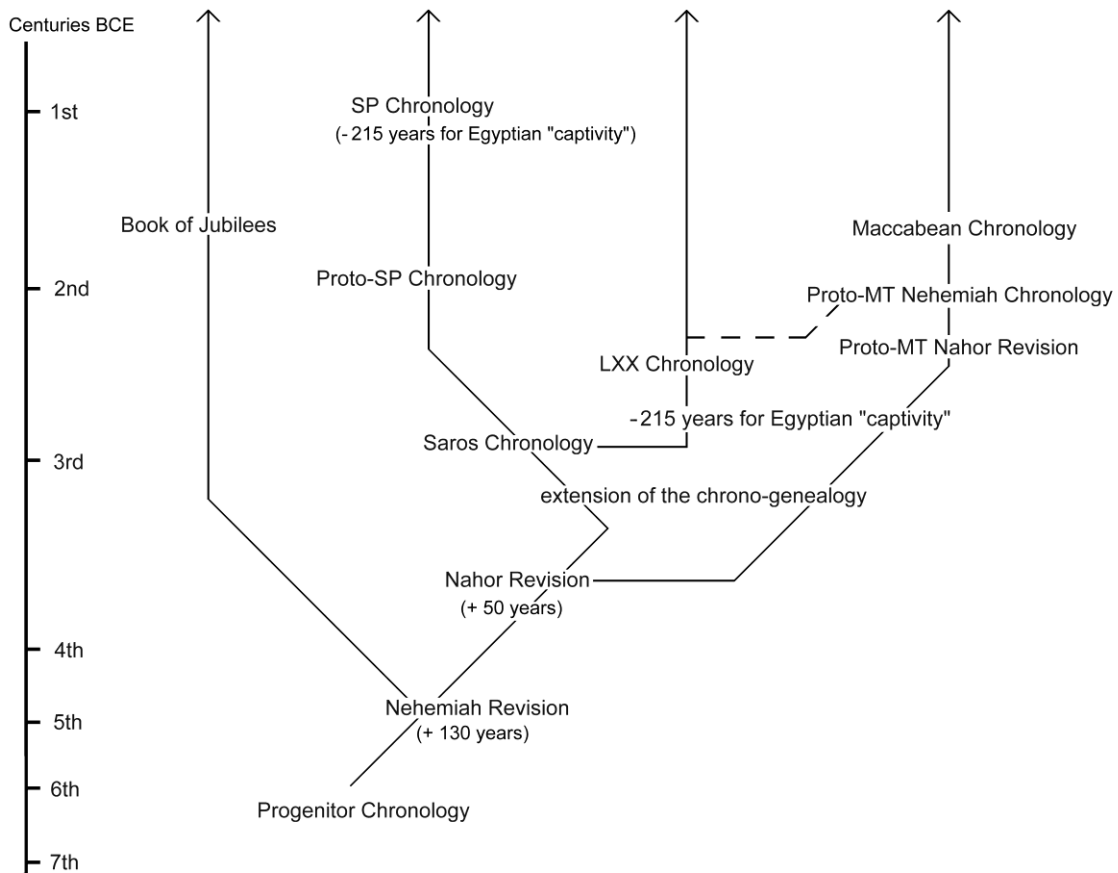 Centuries BCE
1st
SP Chronology
(- 215 years for Egyptian "captivity")
Book of Jubilees
Maccabean Chronology
Proto-SP Chronology
2nd
Proto-MT Nehemiah Chronology
Proto-MT Nahor Revision
LXX Chronology
-215 years for Egyptian "captivity"
Saros Chronology
3rd
extension of the chrono-genealogy
Nahor Revision
(+ 50 years)
4th
Nehemiah Revision
5th
(+ 130 years)
6th
Progenitor Chronology
7th